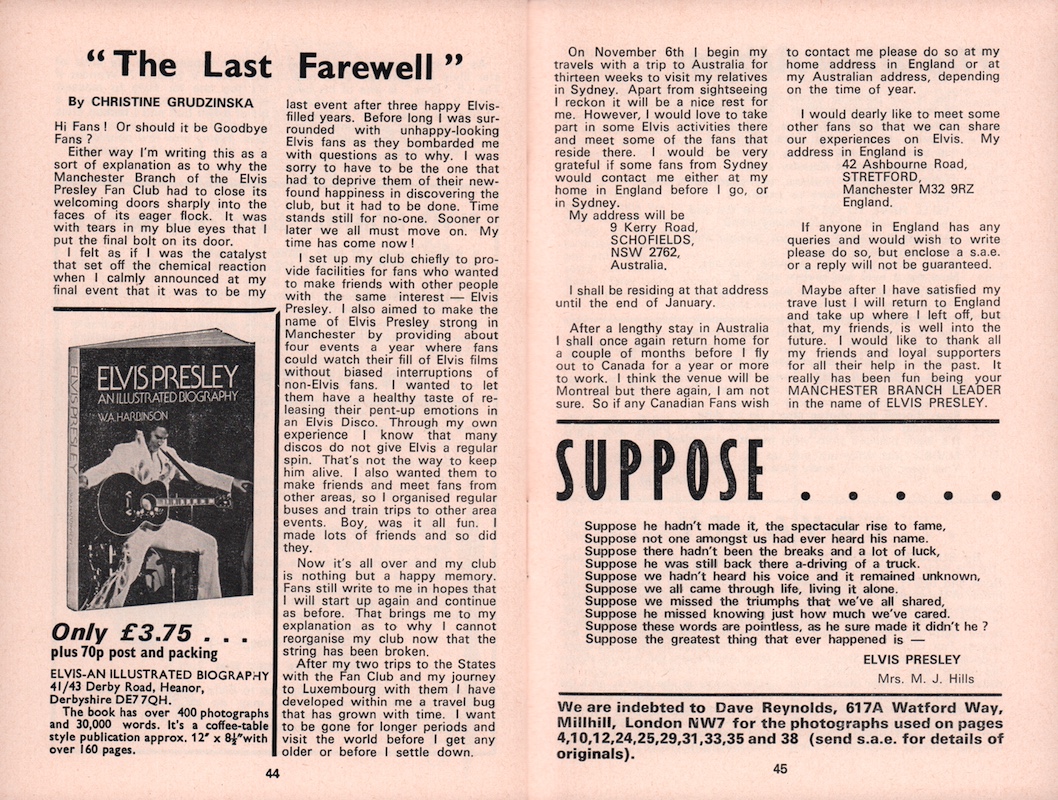 "The Last Farewell"
By CHRISTINE GRUDZINSKA
Hi Fans! Or should it be Goodbye
Fans?
Either way I'm writing this as a
sort of explanation as to why the
Manchester Branch of the Elvis
Presley Fan Club had to close its
welcoming doors sharply into the
faces of its eager flock. It was
with tears in my blue eyes that I
put the final bolt on its door.
I felt as if I was the catalyst
that set off the chemical reaction
when I calmly announced at my
final event that it was to be my
last event after three happy Elvis-
filled years. Before long I was sur-
rounded with unhappy-looking
Elvis fans as they bombarded me
with questions as to why. I was
sorry to have to be the one that
had to deprive them of their new-
found happiness in discovering the
club, but it had to be done. Time
stands still for no-one. Sooner or
later we all must move on. My
time has come now!
I set up my club chiefly to pro-
vide facilities for fans who wanted
to make friends with other people
with the same interest — Elvis
Presley. I also aimed to make the
name of Elvis Presley strong in
Manchester by providing about
four events a year where fans
could watch their fill of Elvis films
without biased interruptions of
non-Elvis fans. I wanted to let
them have a healthy taste of re-
leasing their pent-up emotions in
an Elvis Disco. Through my own
experience I know that many
discos do not give Elvis a regular
spin. That's not the way to keep
him alive. I also wanted them to
make friends and meet fans from
other areas, so I organised regular
buses and train trips to other area
events. Boy, was it all fun. I
made lots of friends and so did
they.
Now it's all over and my club
is nothing but a happy memory.
Fans still write to me in hopes that
I will start up again and continue
as before. That brings me to my
explanation as to why I cannot
reorganise my club now that the
string has been broken.
After my two trips to the States
with the Fan Club and my journey
to Luxembourg with them I have
developed within me a travel bug
that has grown with time. I want
to be gone for longer periods and
visit the world before I get any
older or before I settle down.
ELVIS PRESLEY
ELVIS PRESLEY
AN ILLUSTRATED BIOGRAPHY
W.A. HARBINSON
Only £3.75 . . .
plus 70p post and packing
ELVIS-AN ILLUSTRATED BIOGRAPHY
41/43 Derby Road, Heanor,
Derbyshire DE7 7QH.
The book has over 400 photographs
and 30,000 words. It's a coffee-table
style publication approx. 12" x 8½" with
over 160 pages.
44
On November 6th I begin my
travels with a trip to Australia for
thirteen weeks to visit my relatives
in Sydney. Apart from sightseeing
I reckon it will be a nice rest for
me. However, I would love to take
part in some Elvis activities there
and meet some of the fans that
reside there. I would be very
grateful if some fans from Sydney
would contact me either at my
home in England before I go, or
in Sydney.
My address will be
9 Kerry Road,
SCHOFIELDS,
NSW 2762,
Australia.
I shall be residing at that address
until the end of January.
After a lengthy stay in Australia
I shall once again return home for
a couple of months before I fly
out to Canada for a year or more
to work. I think the venue will be
Montreal but there again, I am not
sure. So if any Canadian Fans wish
to contact me please do so at my
home address in England or at
my Australian address, depending
on the time of year.
I would dearly like to meet some
other fans so that we can share
our experiences on Elvis. My
address in England is
42 Ashbourne Road,
STRETFORD,
Manchester M32 9RZ
England.
If anyone in England has any
queries and would wish to write
please do so, but enclose a s.a.e.
or a reply will not be guaranteed.
Maybe after I have satisfied my
trave lust I will return to England
and take up where I left off, but
that, my friends, is well into the
future. I would like to thank all
my friends and loyal supporters
for all their help in the past. It
really has been fun being your
MANCHESTER BRANCH LEADER
in the name of ELVIS PRESLEY.
SUPPOSE . . . . .
Suppose he hadn't made it, the spectacular rise to fame,
Suppose not one amongst us had ever heard his name.
Suppose there hadn't been the breaks and a lot of luck,
Suppose he was still back there a-driving of a truck.
Suppose we hadn't heard his voice and it remained unknown,
Suppose we all came through life, living it alone.
Suppose we missed the triumphs that we've all shared,
Suppose he missed knowing just how much we've cared.
Suppose these words are pointless, as he sure made it didn't he?
Suppose the greatest thing that ever happened is —
ELVIS PRESLEY
Mrs. M. J. Hills
We are indebted to Dave Reynolds, 617A Watford Way,
Millhill, London NW7 for the photographs used on pages
4,10,12,24,25,29,31,33,35 and 38 (send s.a.e. for details of
originals).
45